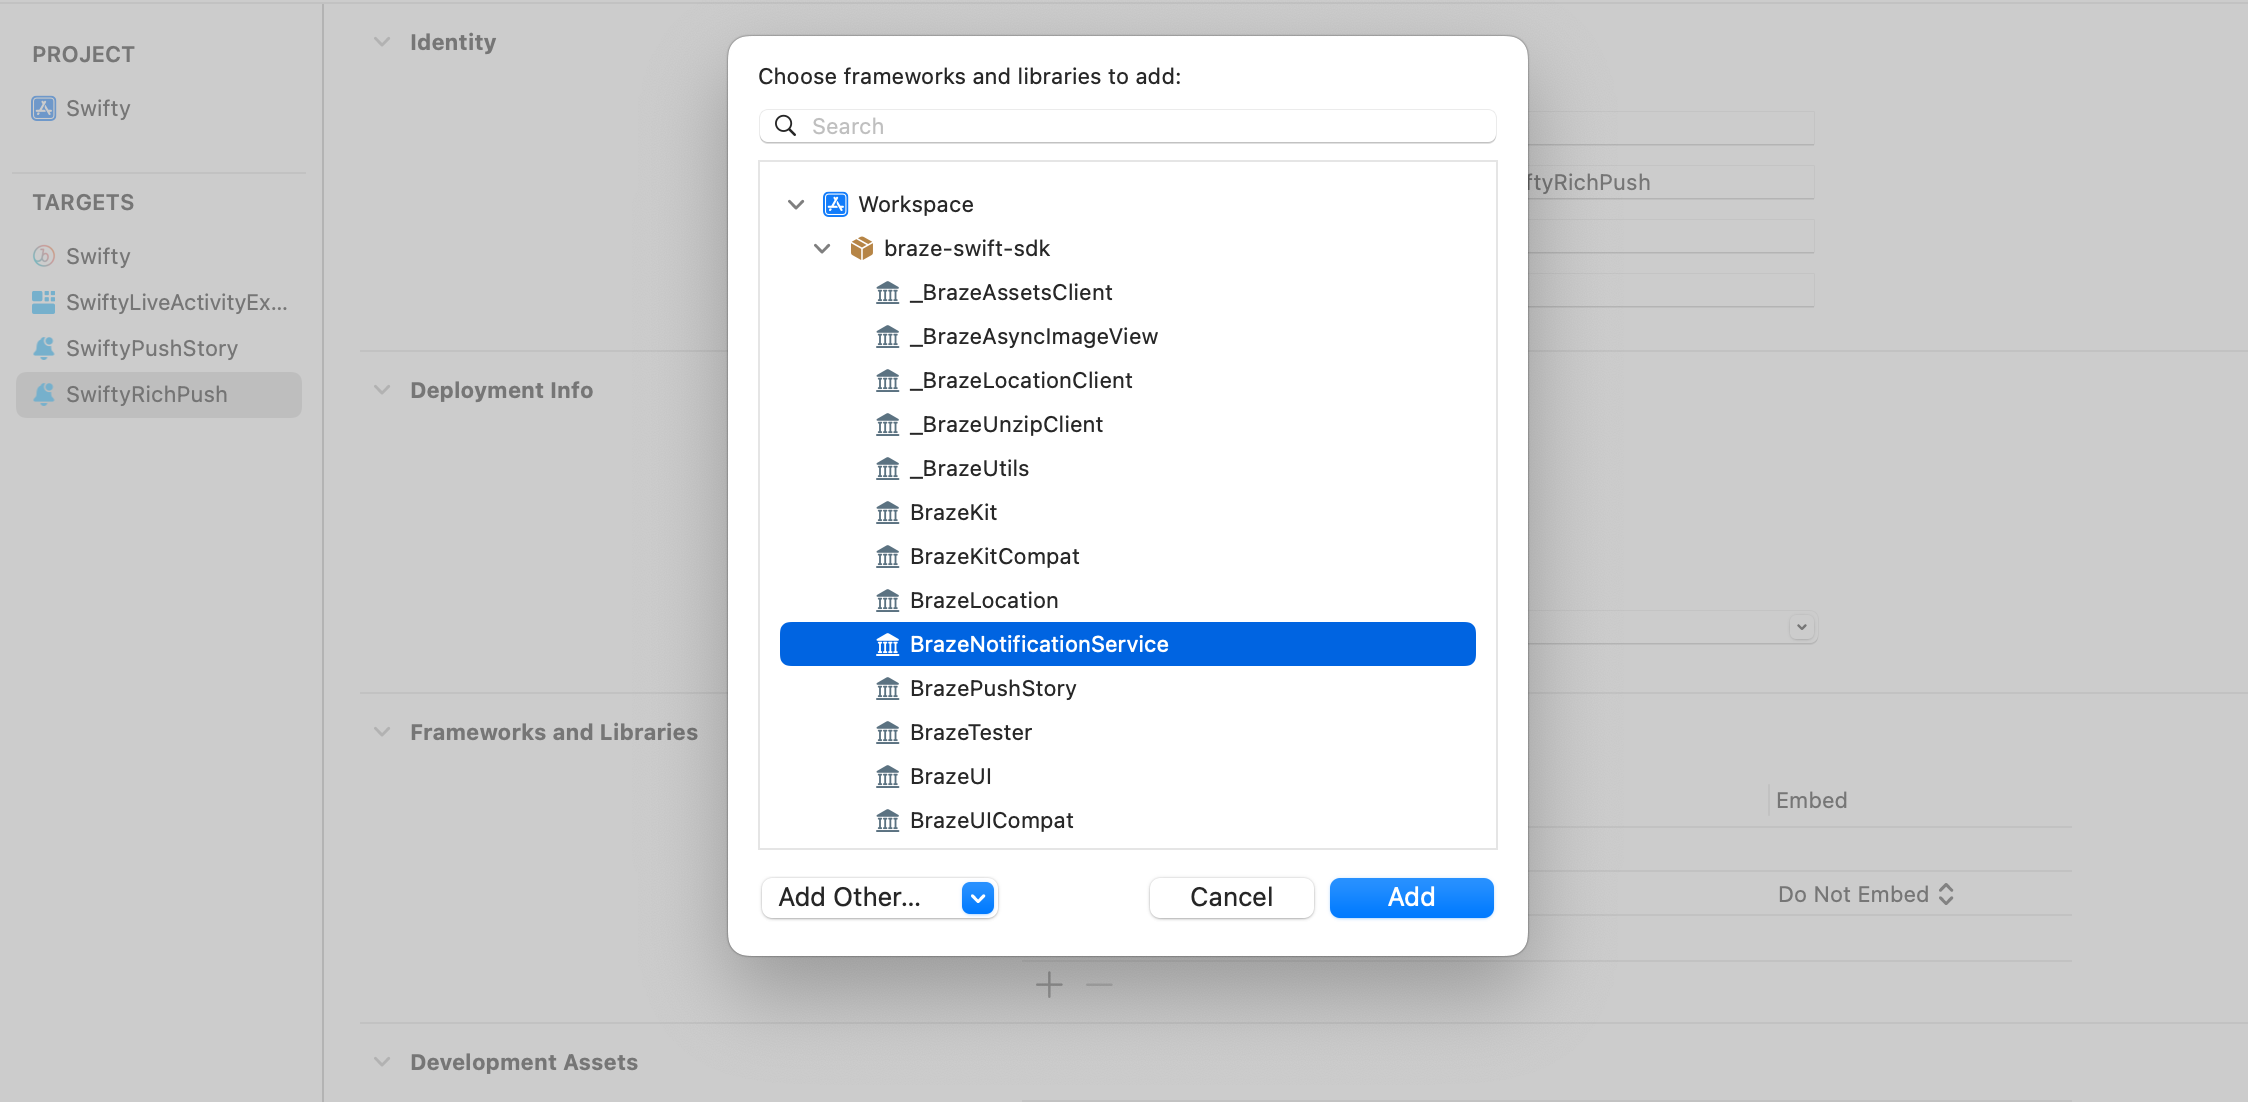 PROJECT
Swifty
TARGETS
Swifty
SwiftyLiveActivityEx...
SwiftyPushStory
SwiftyRichPush
Identity
ftyRichPush
Deployment Info
Frameworks and Libraries
Embed
Do Not Embed
Development Assets
Choose frameworks and libraries to add:
Search
Workspace
braze-swift-sdk
_BrazeAssetsClient
_BrazeAsyncImageView
_BrazeLocationClient
_BrazeUnzipClient
_BrazeUtils
BrazeKit
BrazeKitCompat
BrazeLocation
BrazeNotificationService
BrazePushStory
BrazeTester
BrazeUI
BrazeUICompat
Add Other...
Cancel
Add